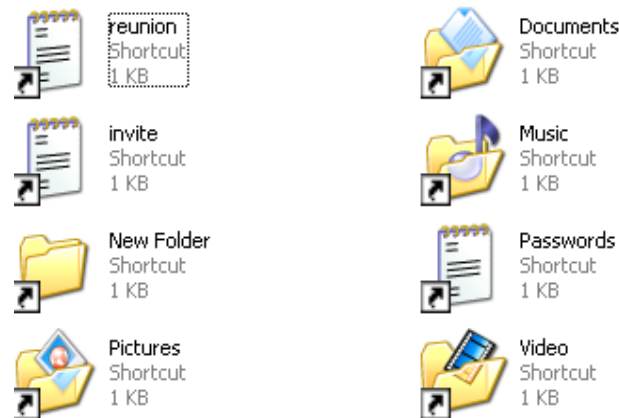 reunion
Shortcut
1 KB
Documents
Shortcut
1 KB
invite
Shortcut
1 KB
Music
Shortcut
1 KB
New Folder
Shortcut
1 KB
Passwords
Shortcut
1 KB
Pictures
Shortcut
1 KB
Video
Shortcut
1 KB